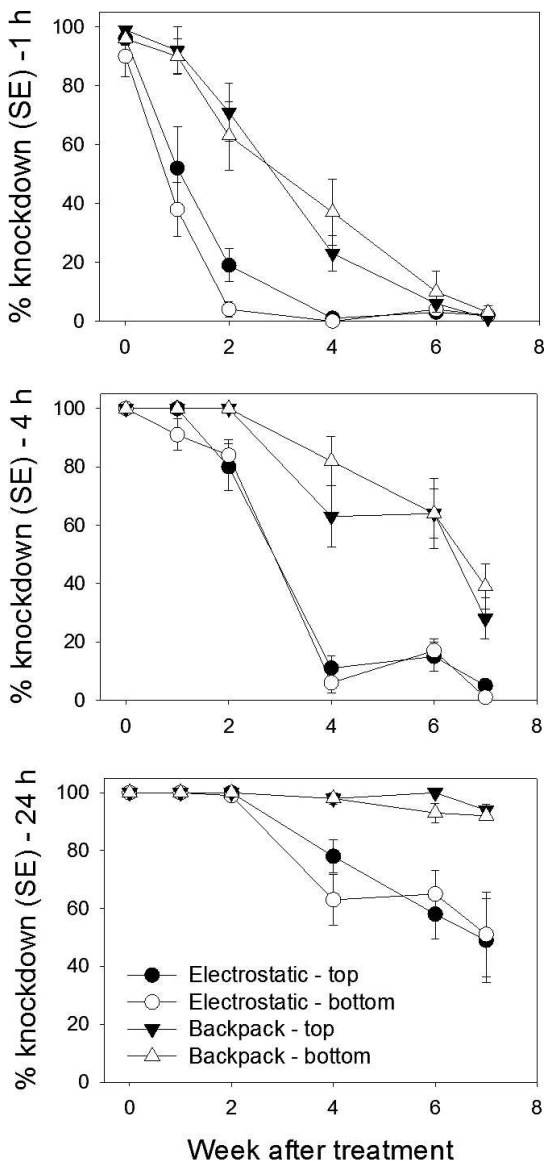 % knockdown (SE) -1 h
100
80
60
40
20
0
0 2 4 6 8
% knockdown (SE) - 4 h
100
80
60
40
20
0
0 2 4 6 8
% knockdown (SE) - 24 h
100
80
60
40
20
0
Electrostatic - top
Electrostatic - bottom
Backpack - top
Backpack - bottom
0 2 4 6 8
Week after treatment